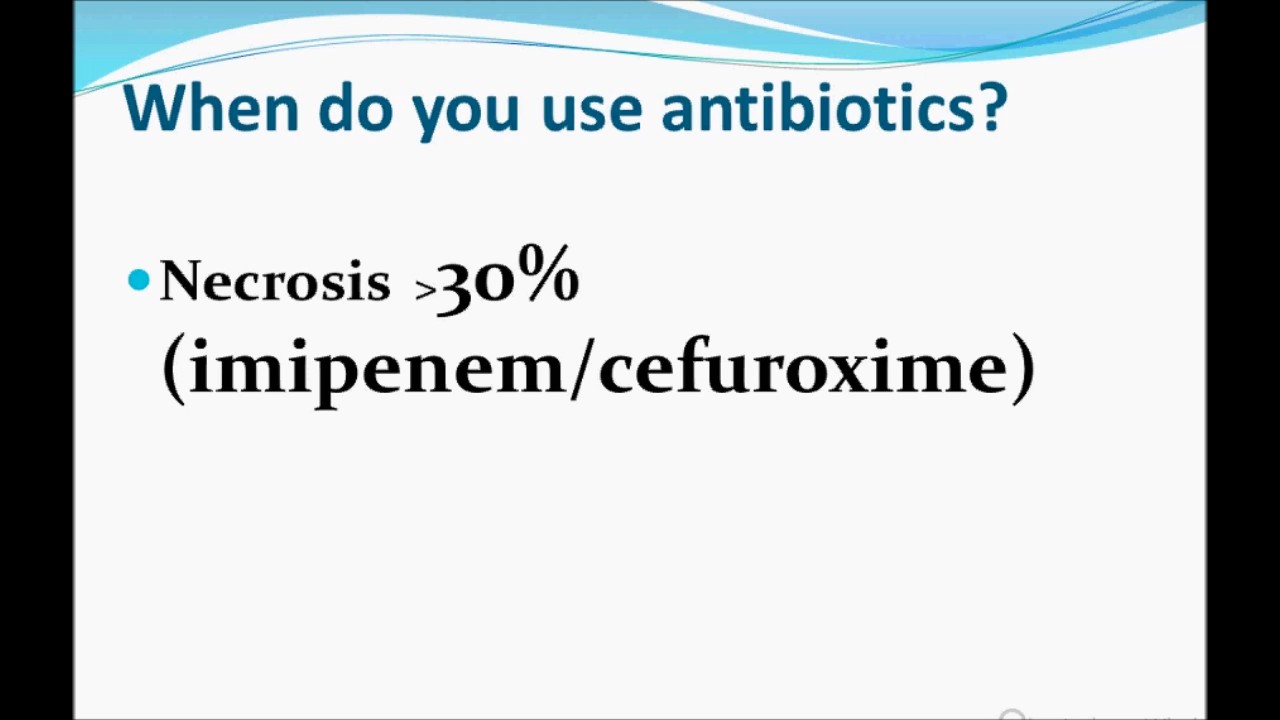 When do you use antibiotics?
Necrosis >30%
(imipenem/cefuroxime)